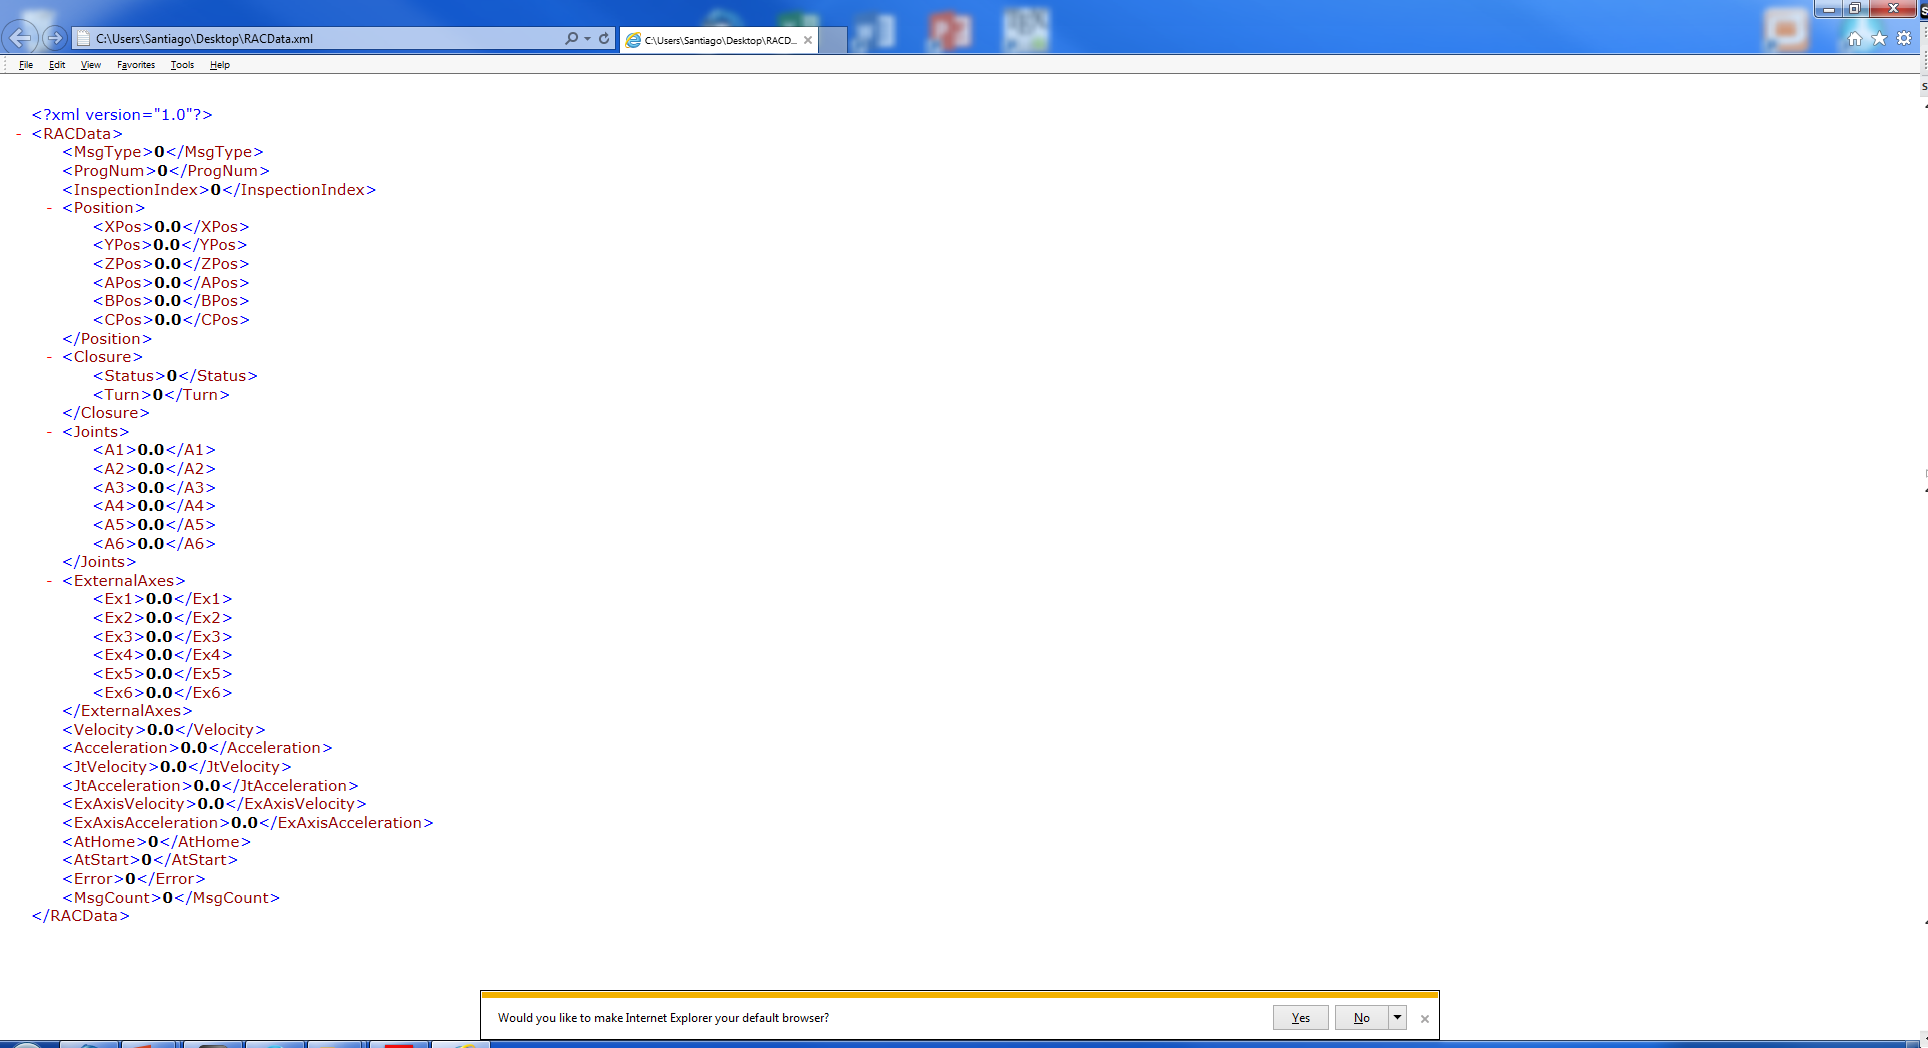 C:\Users\Santiago\Desktop\RACData.xml
C:\Users\Santiago\Desktop\RACD...
File Edit View Favorites Tools Help
<?xml version="1.0"?>
- <RACData>
<MsgType>0</MsgType>
<ProgNum>0</ProgNum>
<InspectionIndex>0</InspectionIndex>
- <Position>
<XPos>0.0</XPos>
<YPos>0.0</YPos>
<ZPos>0.0</ZPos>
<APos>0.0</APos>
<BPos>0.0</BPos>
<CPos>0.0</CPos>
</Position>
- <Closure>
<Status>0</Status>
<Turn>0</Turn>
</Closure>
- <Joints>
<A1>0.0</A1>
<A2>0.0</A2>
<A3>0.0</A3>
<A4>0.0</A4>
<A5>0.0</A5>
<A6>0.0</A6>
</Joints>
- <ExternalAxes>
<Ex1>0.0</Ex1>
<Ex2>0.0</Ex2>
<Ex3>0.0</Ex3>
<Ex4>0.0</Ex4>
<Ex5>0.0</Ex5>
<Ex6>0.0</Ex6>
</ExternalAxes>
<Velocity>0.0</Velocity>
<Acceleration>0.0</Acceleration>
<JtVelocity>0.0</JtVelocity>
<JtAcceleration>0.0</JtAcceleration>
<ExAxisVelocity>0.0</ExAxisVelocity>
<ExAxisAcceleration>0.0</ExAxisAcceleration>
<AtHome>0</AtHome>
<AtStart>0</AtStart>
<Error>0</Error>
<MsgCount>0</MsgCount>
</RACData>
Would you like to make Internet Explorer your default browser?
Yes
No